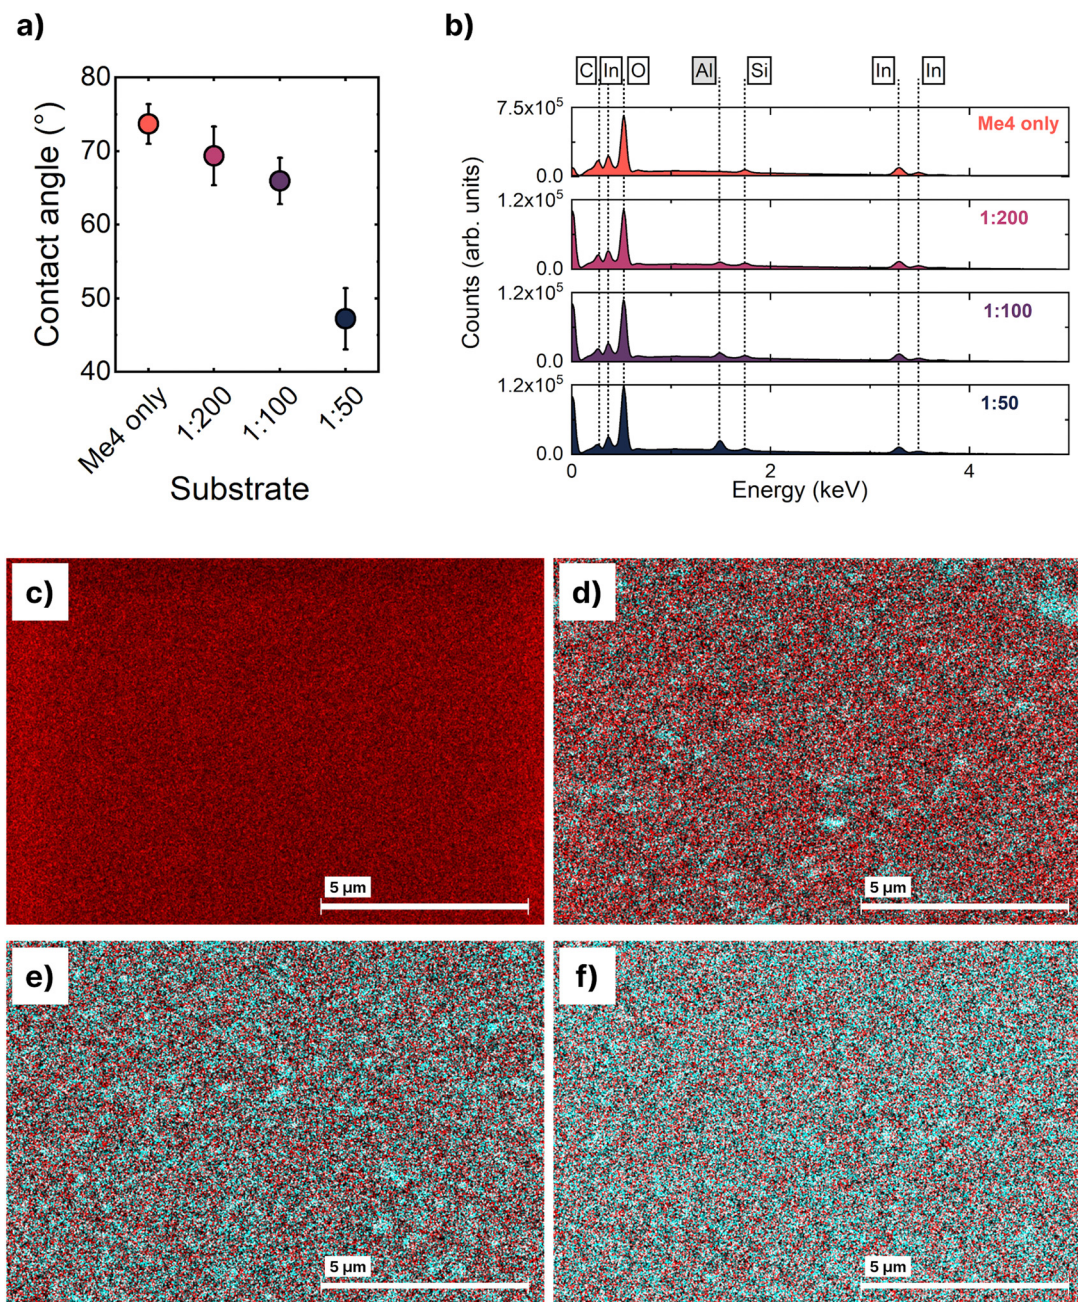 a)
80
70
60
50
40
Contact angle (°)
Me4 only
1:200
1:100
1:50
Substrate
b)
C In O Al Si In In
7.5x10⁵
0.0
Me4 only
1.2x10⁵
0.0
1:200
1.2x10⁵
0.0
1:100
1.2x10⁵
0.0
1:50
Counts (arb. units)
0 2 4
Energy (keV)
c)
5 µm
d)
5 µm
e)
5 µm
f)
5 µm